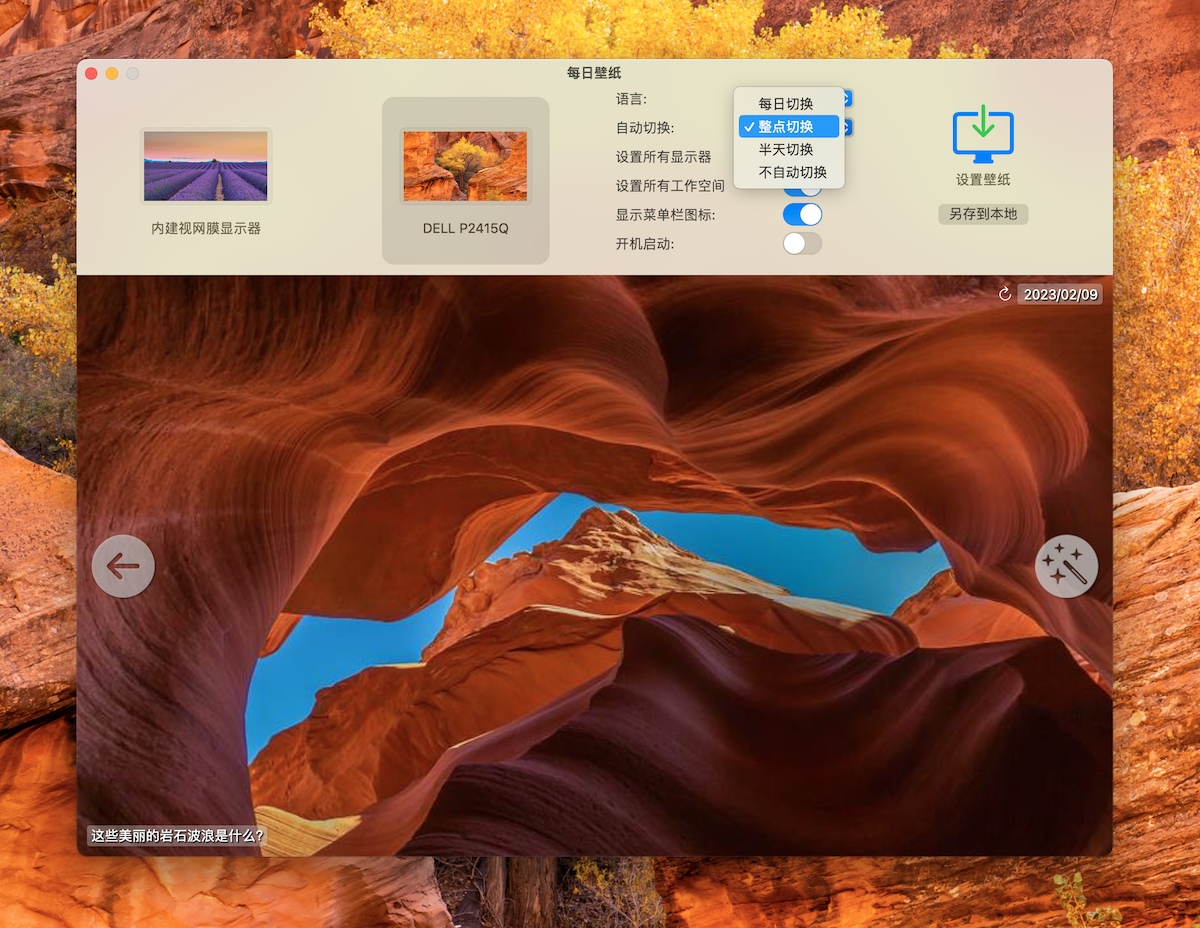 每日壁纸
语言:
自动切换:
设置所有显示器
设置所有工作空间
显示菜单栏图标:
开机启动:
每日切换
✓ 整点切换
半天切换
不自动切换
内建视网膜显示器
DELL P2415Q
设置壁纸
另存到本地
2023/02/09
这些美丽的岩石波浪是什么?